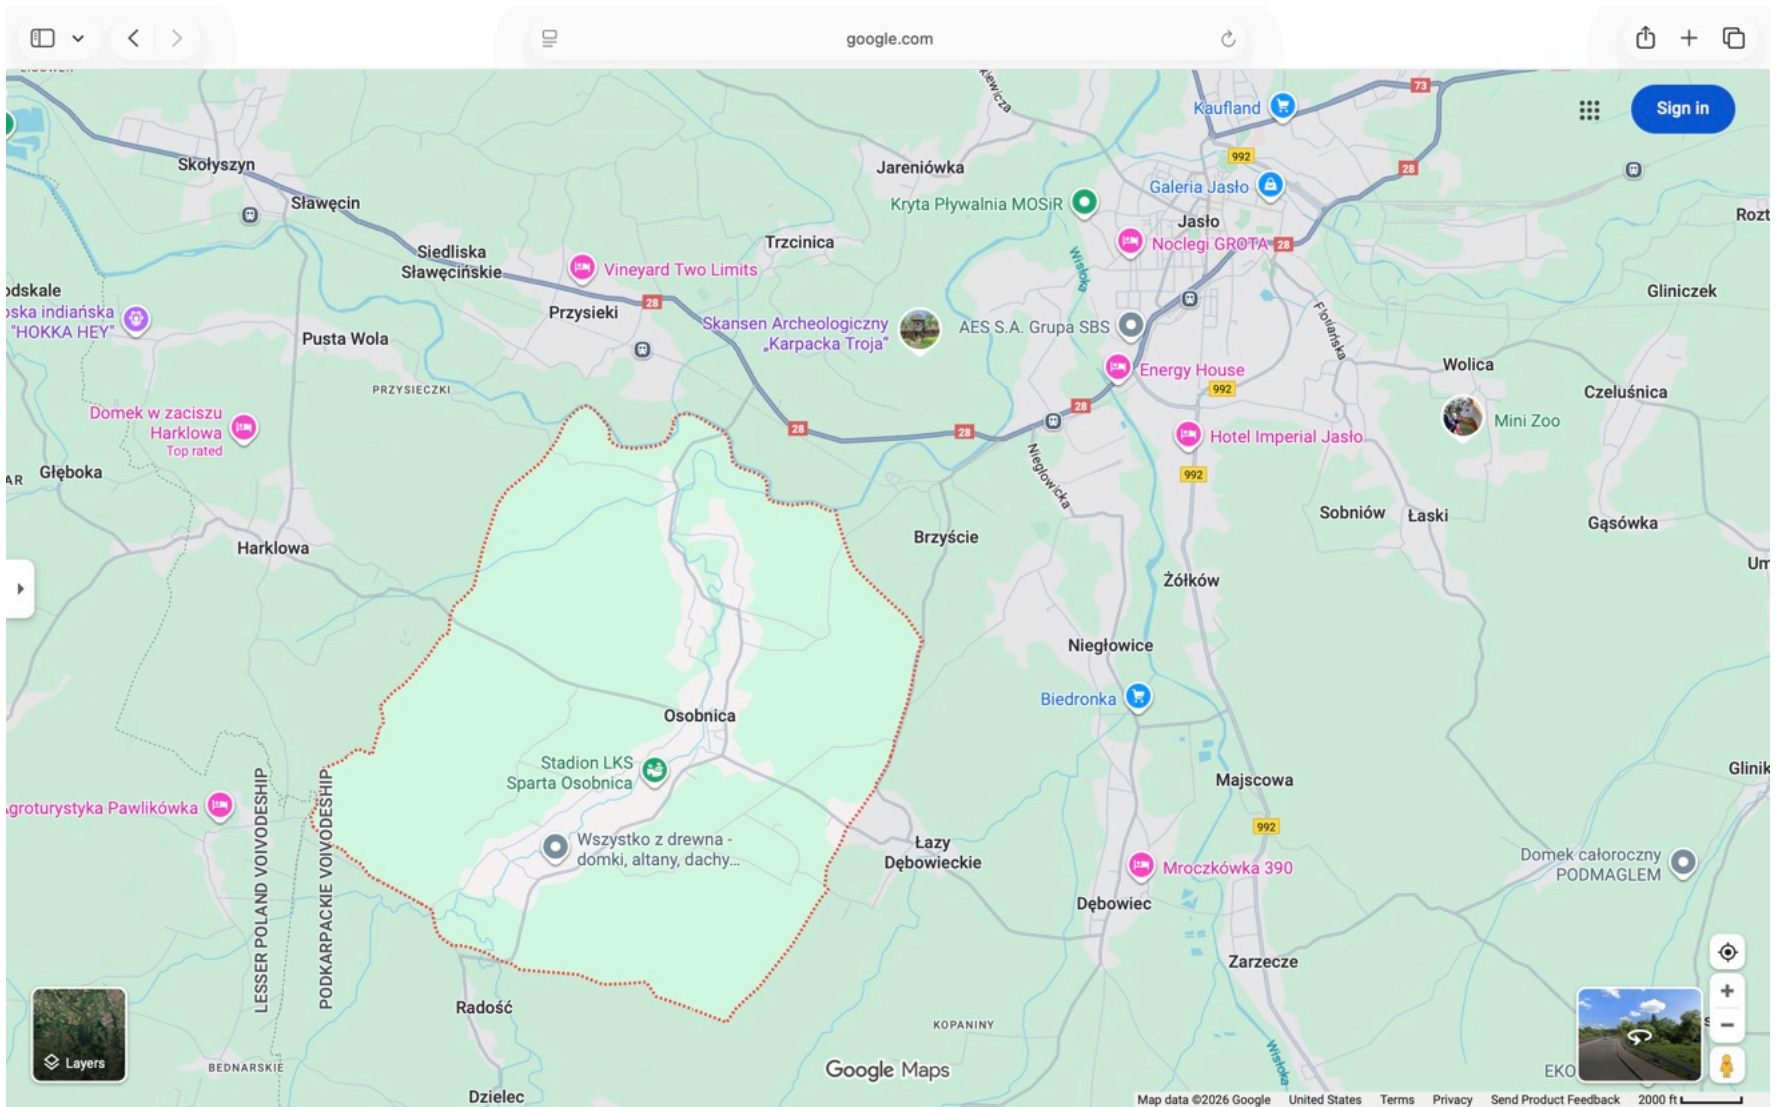 google.com
kiewicza
73
Kaufland
Sign in
992
Skołyszyn
Jareniówka
28
Galeria Jasło
Sławęcin
Kryta Pływalnia MOSiR
Jasło
Rozt
Trzcinica
Noclegi GROTA
28
Siedliska
Sławęcińskie
Vineyard Two Limits
Wisłoka
odskale
Gliniczek
28
Przysieki
oska indiańska
"HOKKA HEY"
Skansen Archeologiczny
„Karpacka Troja”
AES S.A. Grupa SBS
Floriańska
Pusta Wola
Wolica
Energy House
PRZYSIECZKI
992
Czeluśnica
28
Domek w zaciszu
Harklowa
Top rated
28
28
Mini Zoo
Hotel Imperial Jasło
AR
Głęboka
Niegłowicka
992
Sobniów
Łaski
Gąsówka
Brzyście
Harklowa
Um
Żółków
Niegłowice
Biedronka
Osobnica
Stadion LKS
Sparta Osobnica
Glinik
Majscowa
LESSER POLAND VOIVODESHIP
PODKARPACKIE VOIVODESHIP
groturystyka Pawlikówka
992
Wszystko z drewna -
domki, altany, dachy...
Łazy
Dębowieckie
Domek całoroczny
PODMAGLEM
Mroczkówka 390
Dębowiec
Zarzecze
Radość
KOPANINY
Layers
BEDNARSKIE
Google Maps
Wisłoka
EKO
Dzielec
Map data ©2026 Google United States Terms Privacy Send Product Feedback 2000 ft